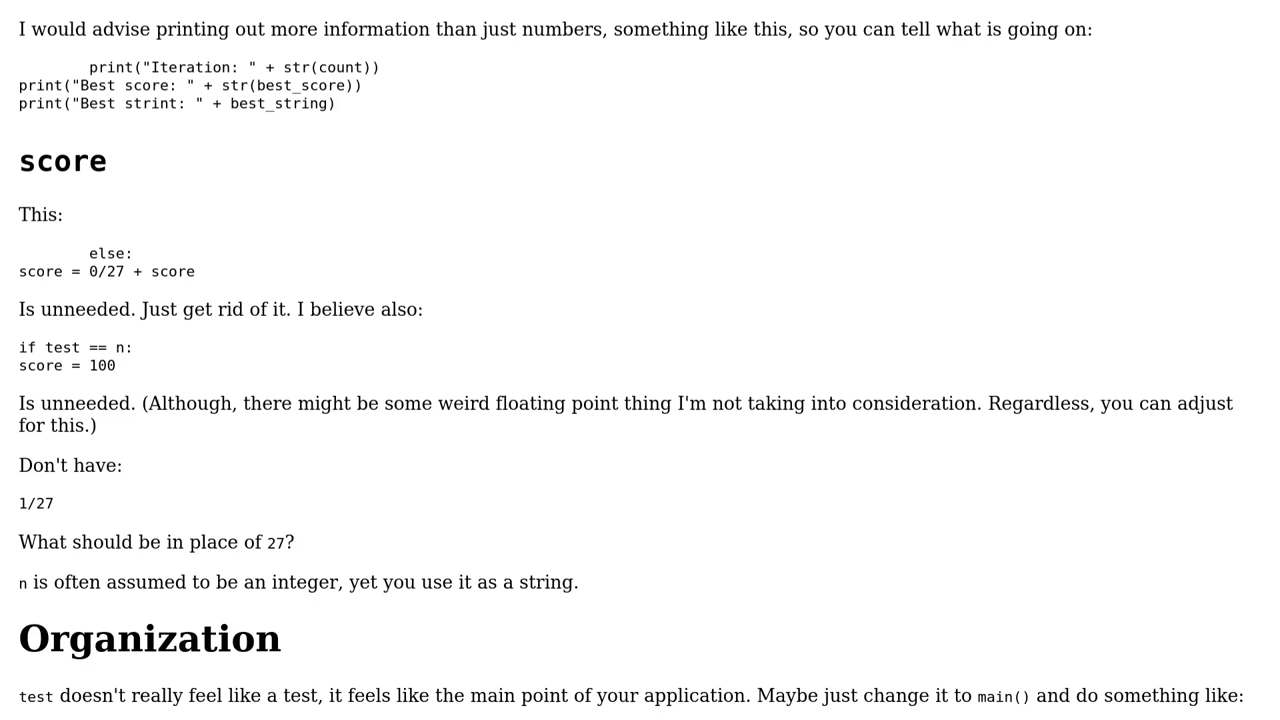 I would advise printing out more information than just numbers, something like this, so you can tell what is going on:
print("Iteration: " + str(count))
print("Best score: " + str(best_score))
print("Best strint: " + best_string)
score
This:
else:
score = 0/27 + score
Is unneeded. Just get rid of it. I believe also:
if test == n:
score = 100
Is unneeded. (Although, there might be some weird floating point thing I'm not taking into consideration. Regardless, you can adjust
for this.)
Don't have:
1/27
What should be in place of 27?
n is often assumed to be an integer, yet you use it as a string.
Organization
test doesn't really feel like a test, it feels like the main point of your application. Maybe just change it to main() and do something like: